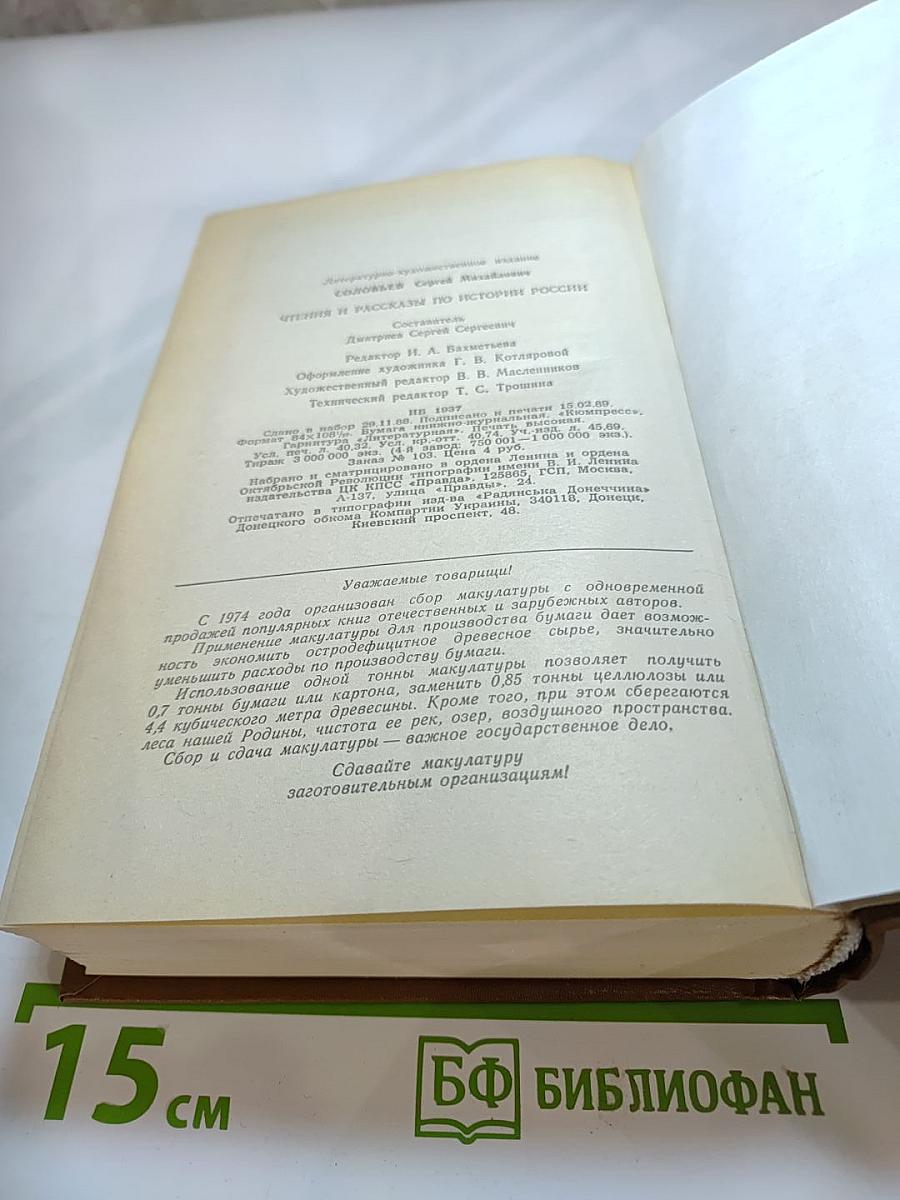 Литературно-художественное издание
СОЛОВЬЕВ Сергей Михайлович
ЧТЕНИЯ И РАССКАЗЫ ПО ИСТОРИИ РОССИИ
Составитель
Дмитриев Сергей Сергеевич
Редактор И. А. Бахметьева
Оформление художника Г. В. Котляровой
Художественный редактор В. В. Масленников
Технический редактор Т. С. Трошина
ИБ 1937
Сдано в набор 29.11.88. Подписано к печати 15.02.89.
Формат 84×108¹/₃₂. Бумага книжно-журнальная, «Кюмпресс».
Гарнитура «Литературная». Печать высокая.
Усл. печ. л. 40,32. Усл. кр.-отт. 40,74. Уч.-изд. л. 45,69.
Тираж 3 000 000 экз. (4-й завод: 750 001—1 000 000 экз.).
Заказ № 103. Цена 4 руб.
Набрано и сматрицировано в ордена Ленина и ордена
Октябрьской Революции типографии имени В. И. Ленина
издательства ЦК КПСС «Правда». 125865, ГСП, Москва,
А-137, улица «Правды», 24.
Отпечатано в типографии изд-ва «Радянська Донеччина»
Донецкого обкома Компартии Украины, 340118, Донецк,
Киевский проспект, 48.
Уважаемые товарищи!
С 1974 года организован сбор макулатуры с одновременной
продажей популярных книг отечественных и зарубежных авторов.
Применение макулатуры для производства бумаги дает возмож-
ность экономить остродефицитное древесное сырье, значительно
уменьшить расходы по производству бумаги.
Использование одной тонны макулатуры позволяет получить
0,7 тонны бумаги или картона, заменить 0,85 тонны целлюлозы или
4,4 кубического метра древесины. Кроме того, при этом сберегаются
леса нашей Родины, чистота ее рек, озер, воздушного пространства.
Сбор и сдача макулатуры — важное государственное дело.
Сдавайте макулатуру
заготовительным организациям!
15 см
БФ БИБЛИОФАН